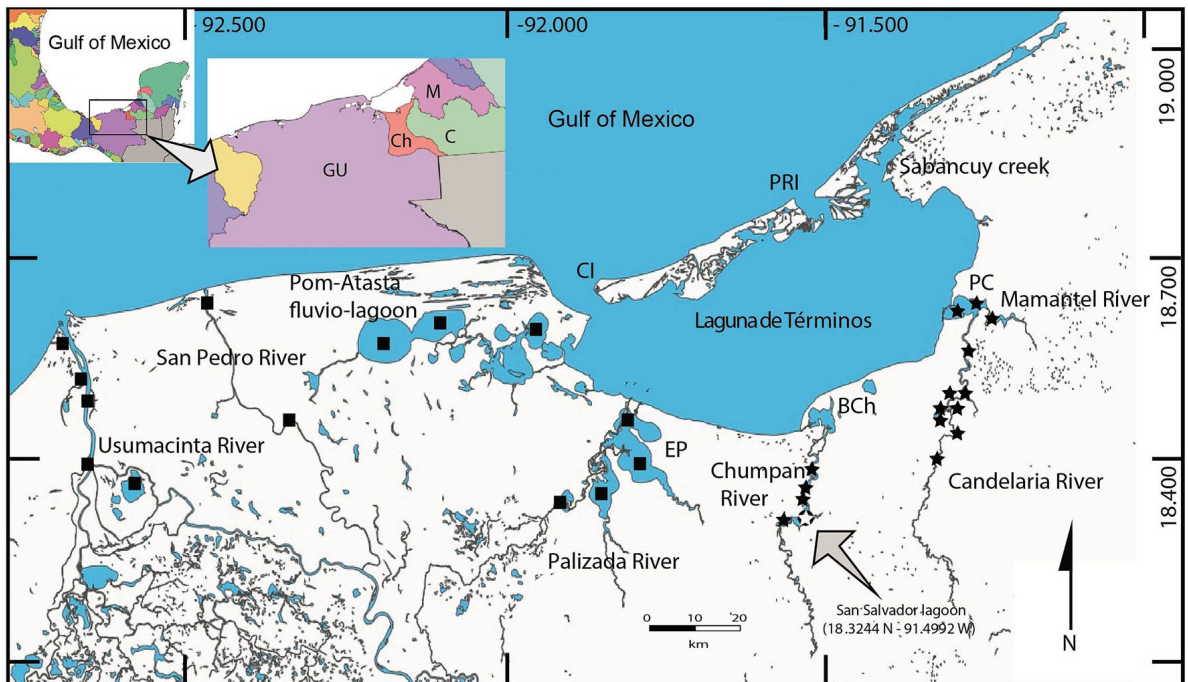 -92.500
-92.000
-91.500
19.000
18.700
18.400
Gulf of Mexico
M
Ch
C
GU
Gulf of Mexico
Sabancuy creek
PRI
CI
Pom-Atasta
fluvio-lagoon
PC
Mamantel River
Laguna de Términos
San Pedro River
BCh
Usumacinta River
EP
Chumpan
River
Candelaria River
Palizada River
San Salvador lagoon
(18.3244 N - 91.4992 W)
0 10 20
km
N